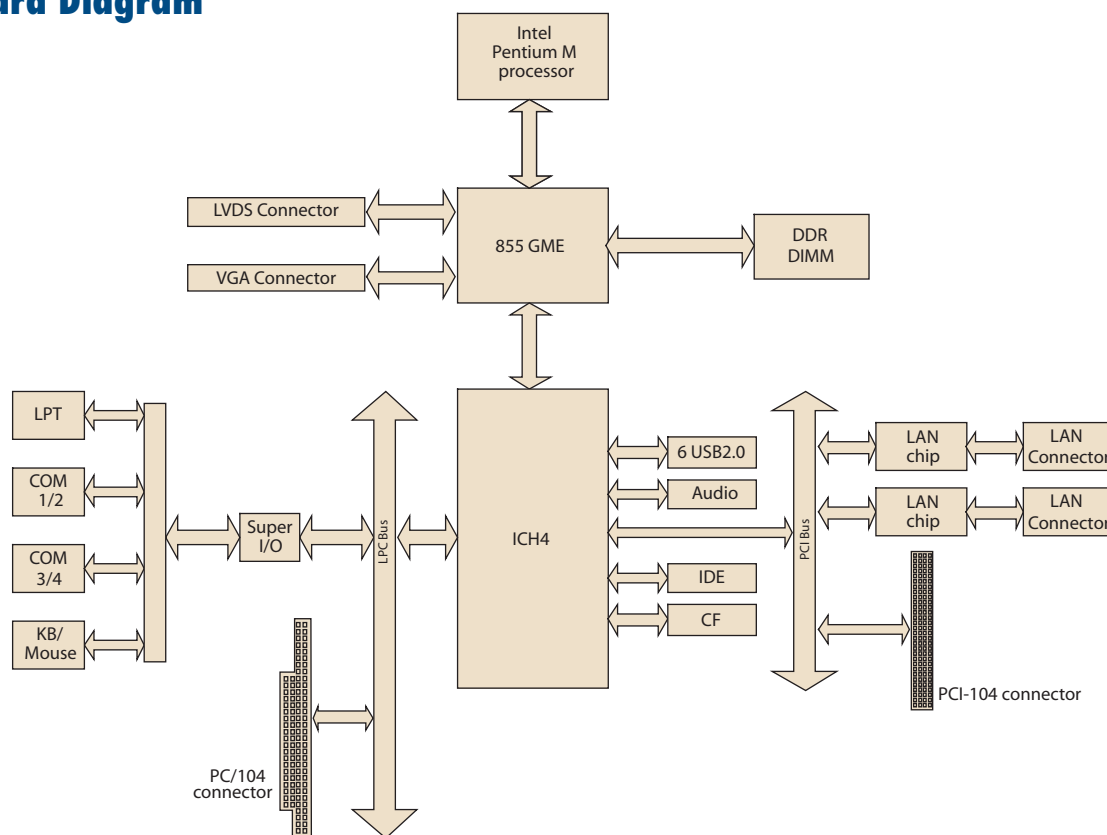 Diagram
Intel
Pentium M
processor
LVDS Connector
855 GME
DDR
DIMM
VGA Connector
LPT
COM
1/2
COM
3/4
KB/
Mouse
Super
I/O
LPC Bus
ICH4
6 USB2.0
Audio
IDE
CF
PCI Bus
LAN
chip
LAN
Connector
LAN
chip
LAN
Connector
PC/104
connector
PCI-104 connector